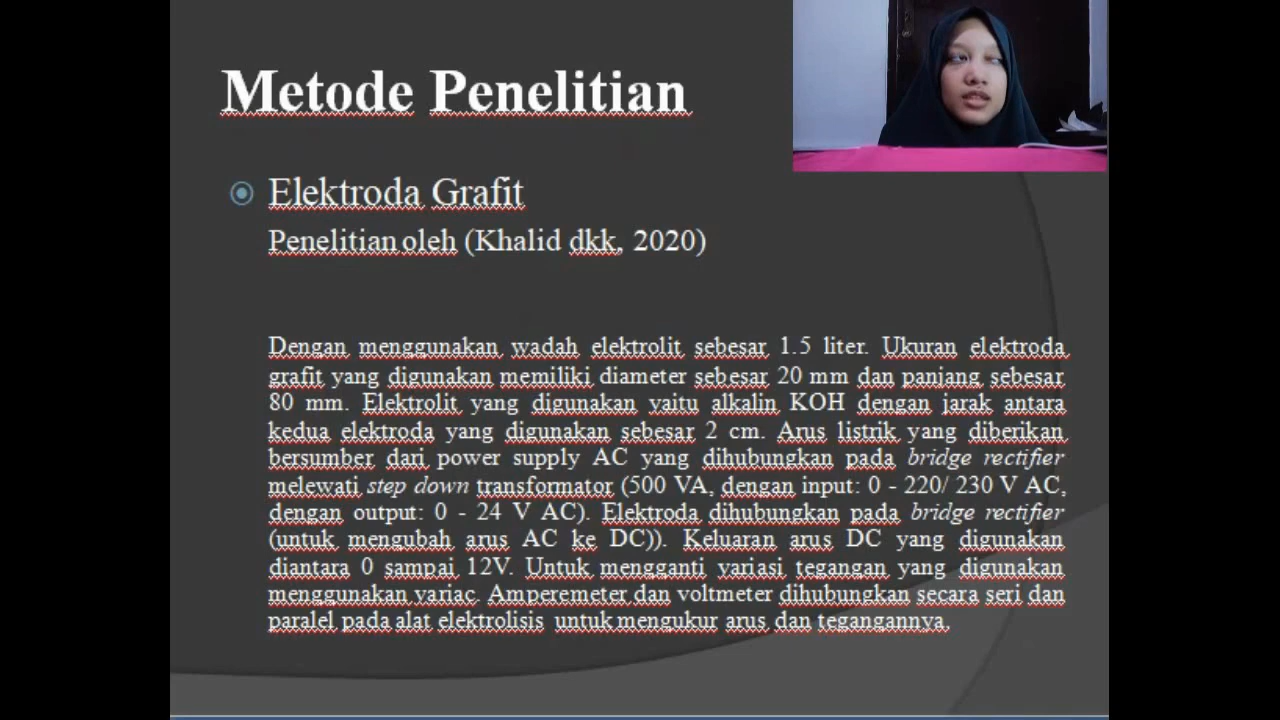 Metode Penelitian
Elektroda Grafit
Penelitian oleh (Khalid dkk, 2020)
Dengan menggunakan wadah elektrolit sebesar 1.5 liter. Ukuran elektroda
grafit yang digunakan memiliki diameter sebesar 20 mm dan panjang sebesar
80 mm. Elektrolit yang digunakan yaitu alkalin KOH dengan jarak antara
kedua elektroda yang digunakan sebesar 2 cm. Arus listrik yang diberikan
bersumber dari power supply AC yang dihubungkan pada bridge rectifier
melewati step down transformator (500 VA, dengan input: 0 - 220/ 230 V AC,
dengan output: 0 - 24 V AC). Elektroda dihubungkan pada bridge rectifier
(untuk mengubah arus AC ke DC)). Keluaran arus DC yang digunakan
diantara 0 sampai 12V. Untuk mengganti variasi tegangan yang digunakan
menggunakan variac. Amperemeter dan voltmeter dihubungkan secara seri dan
paralel pada alat elektrolisis untuk mengukur arus dan tegangannya.